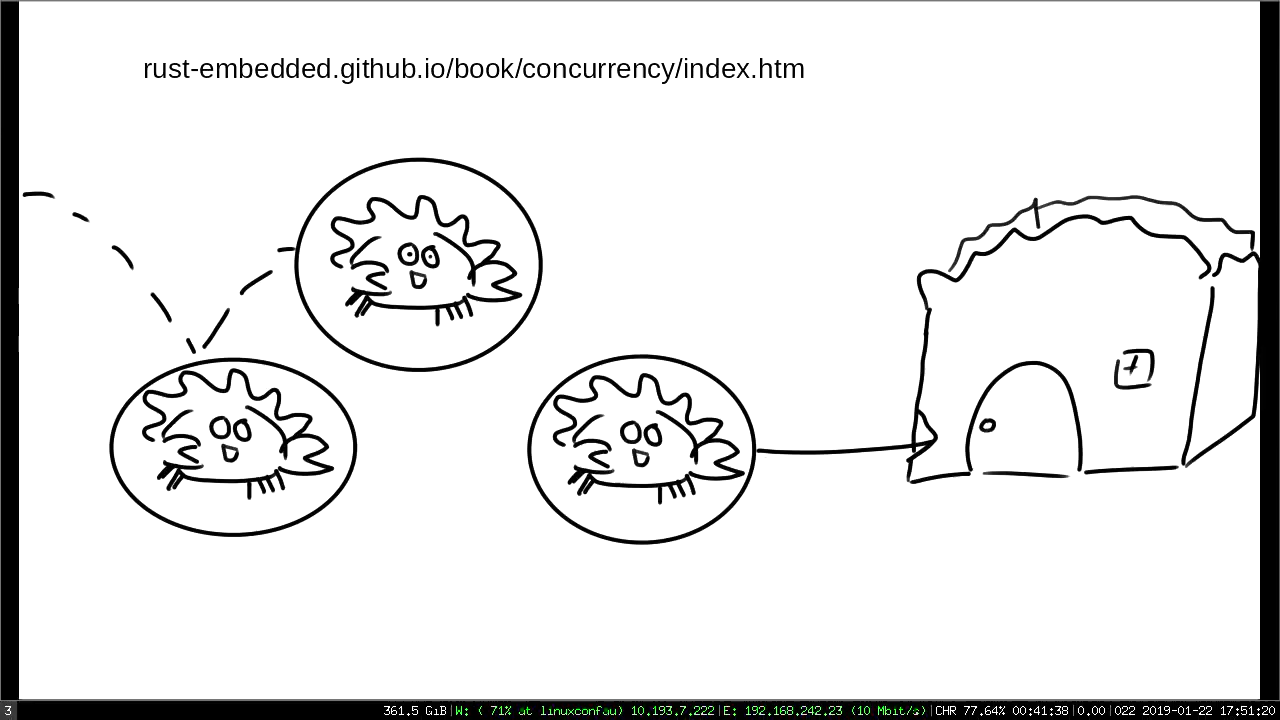 rust-embedded.github.io/book/concurrency/index.htm
3 361.5 GiB|W: ( 71% at linuxconfau) 10.193.7.222|E: 192.168.242.23 (10 Mbit/s)|CHR 77.64% 00:41:38|0.00|022 2019-01-22 17:51:20